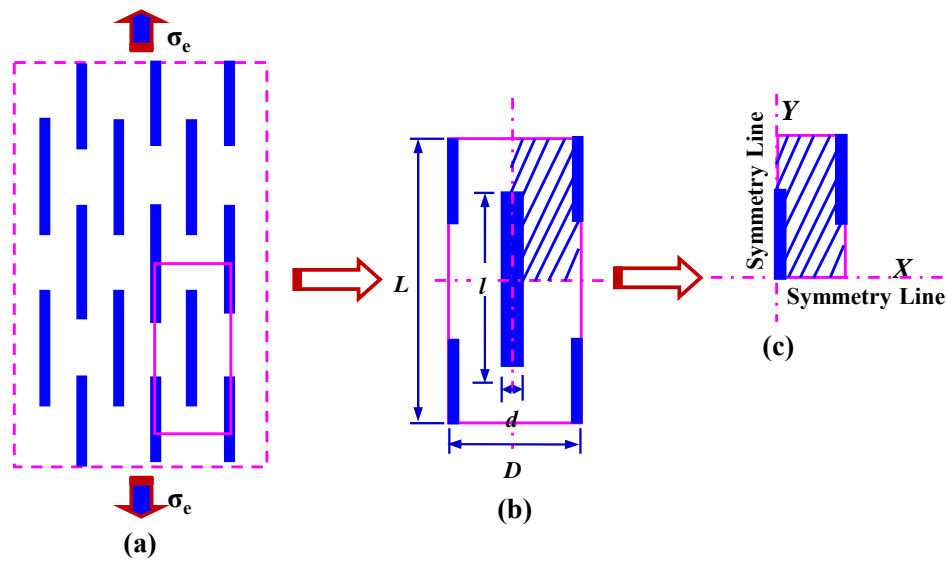 σe
σe
(a)
L
l
d
D
(b)
Symmetry Line
Y
X
Symmetry Line
(c)